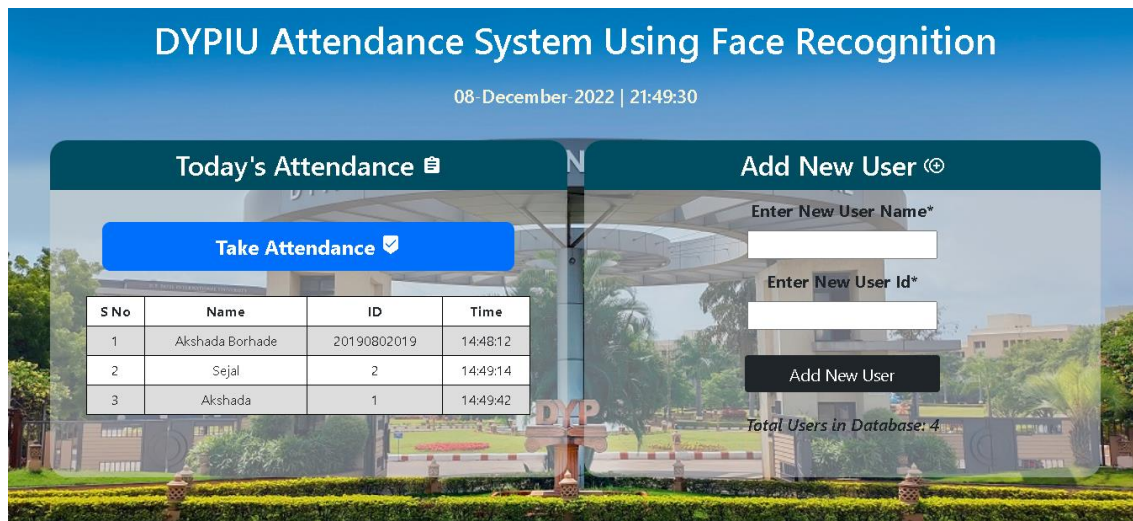 DYPIU Attendance System Using Face Recognition
08-December-2022 | 21:49:30
Today's Attendance
Take Attendance
S No Name ID Time
1 Akshada Borhade 20190802019 14:48:12
2 Sejal 2 14:49:14
3 Akshada 1 14:49:42
DYP
Add New User
Enter New User Name*
Enter New User Id*
Add New User
Total Users in Database: 4